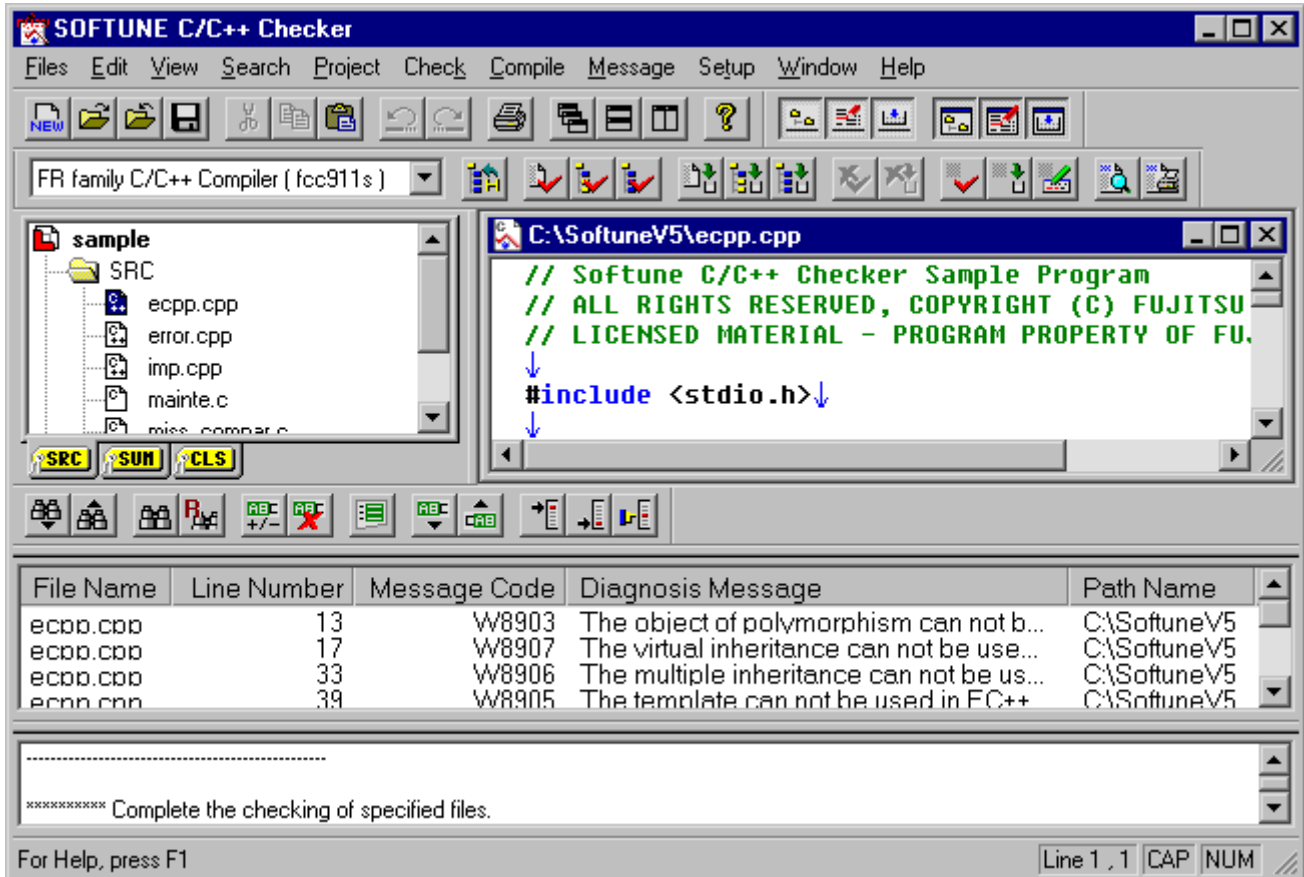 SOFTUNE C/C++ Checker
Files Edit View Search Project Check Compile Message Setup Window Help
NEW
FR family C/C++ Compiler ( fcc911s )
sample
SRC
ecpp.cpp
error.cpp
imp.cpp
mainte.c
miss_compar.c
SRC SUM CLS
C:\SoftuneV5\ecpp.cpp
// Softune C/C++ Checker Sample Program
// ALL RIGHTS RESERVED, COPYRIGHT (C) FUJITSU
// LICENSED MATERIAL - PROGRAM PROPERTY OF FU
↓
#include <stdio.h>↓
↓
File Name Line Number Message Code Diagnosis Message Path Name
ecpp.cpp 13 W8903 The object of polymorphism can not b... C:\SoftuneV5
ecpp.cpp 17 W8907 The virtual inheritance can not be use... C:\SoftuneV5
ecpp.cpp 33 W8906 The multiple inheritance can not be us... C:\SoftuneV5
ecpp.cpp 39 W8905 The template can not be used in EC++ C:\SoftuneV5
--------------------------------------------------
********** Complete the checking of specified files.
For Help, press F1 Line 1 , 1 CAP NUM